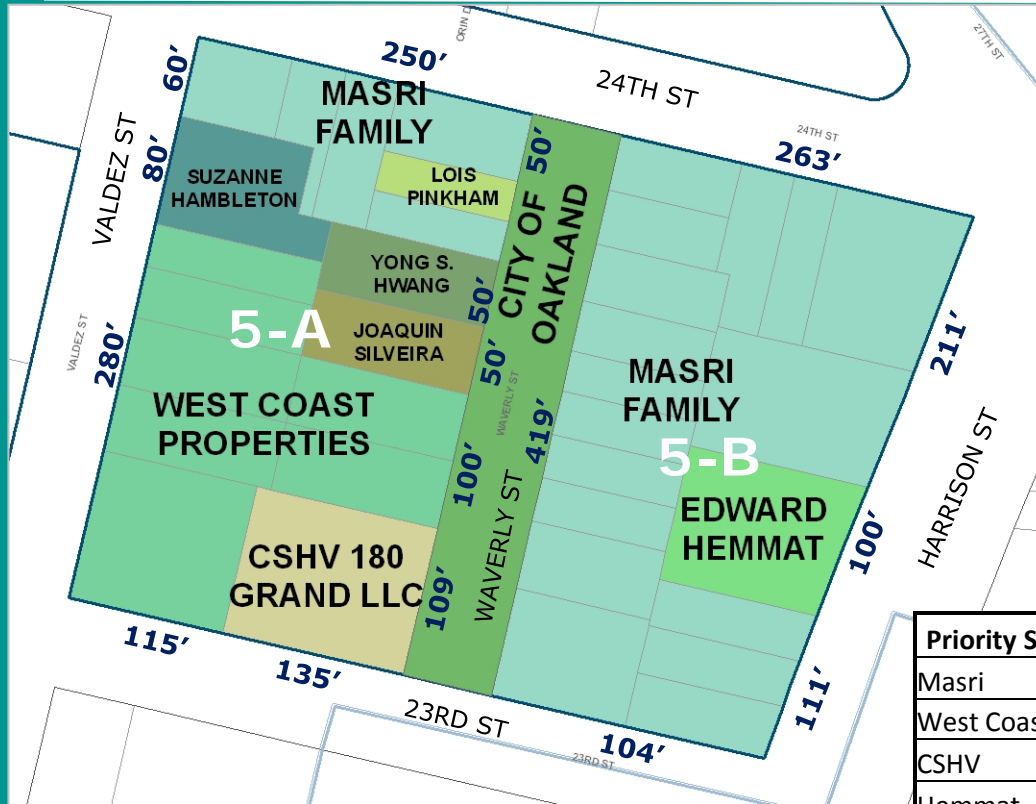 ORIN D
27TH ST
60’
250’
24TH ST
24TH ST
263’
MASRI
FAMILY
VALDEZ ST
80’
50’
SUZANNE
HAMBLETON
LOIS
PINKHAM
CITY OF
OAKLAND
YONG S.
HWANG
50’
VALDEZ ST
280’
5-A
JOAQUIN
SILVEIRA
50’
WAVERLY ST
211’
MASRI
FAMILY
WEST COAST
PROPERTIES
419’
5-B
100’
HARRISON ST
EDWARD
HEMMAT
100’
WAVERLY ST
CSHV 180
GRAND LLC
109’
115’
135’
23RD ST
104’
23RD ST
111’
Priority S
Masri
West Coas
CSHV